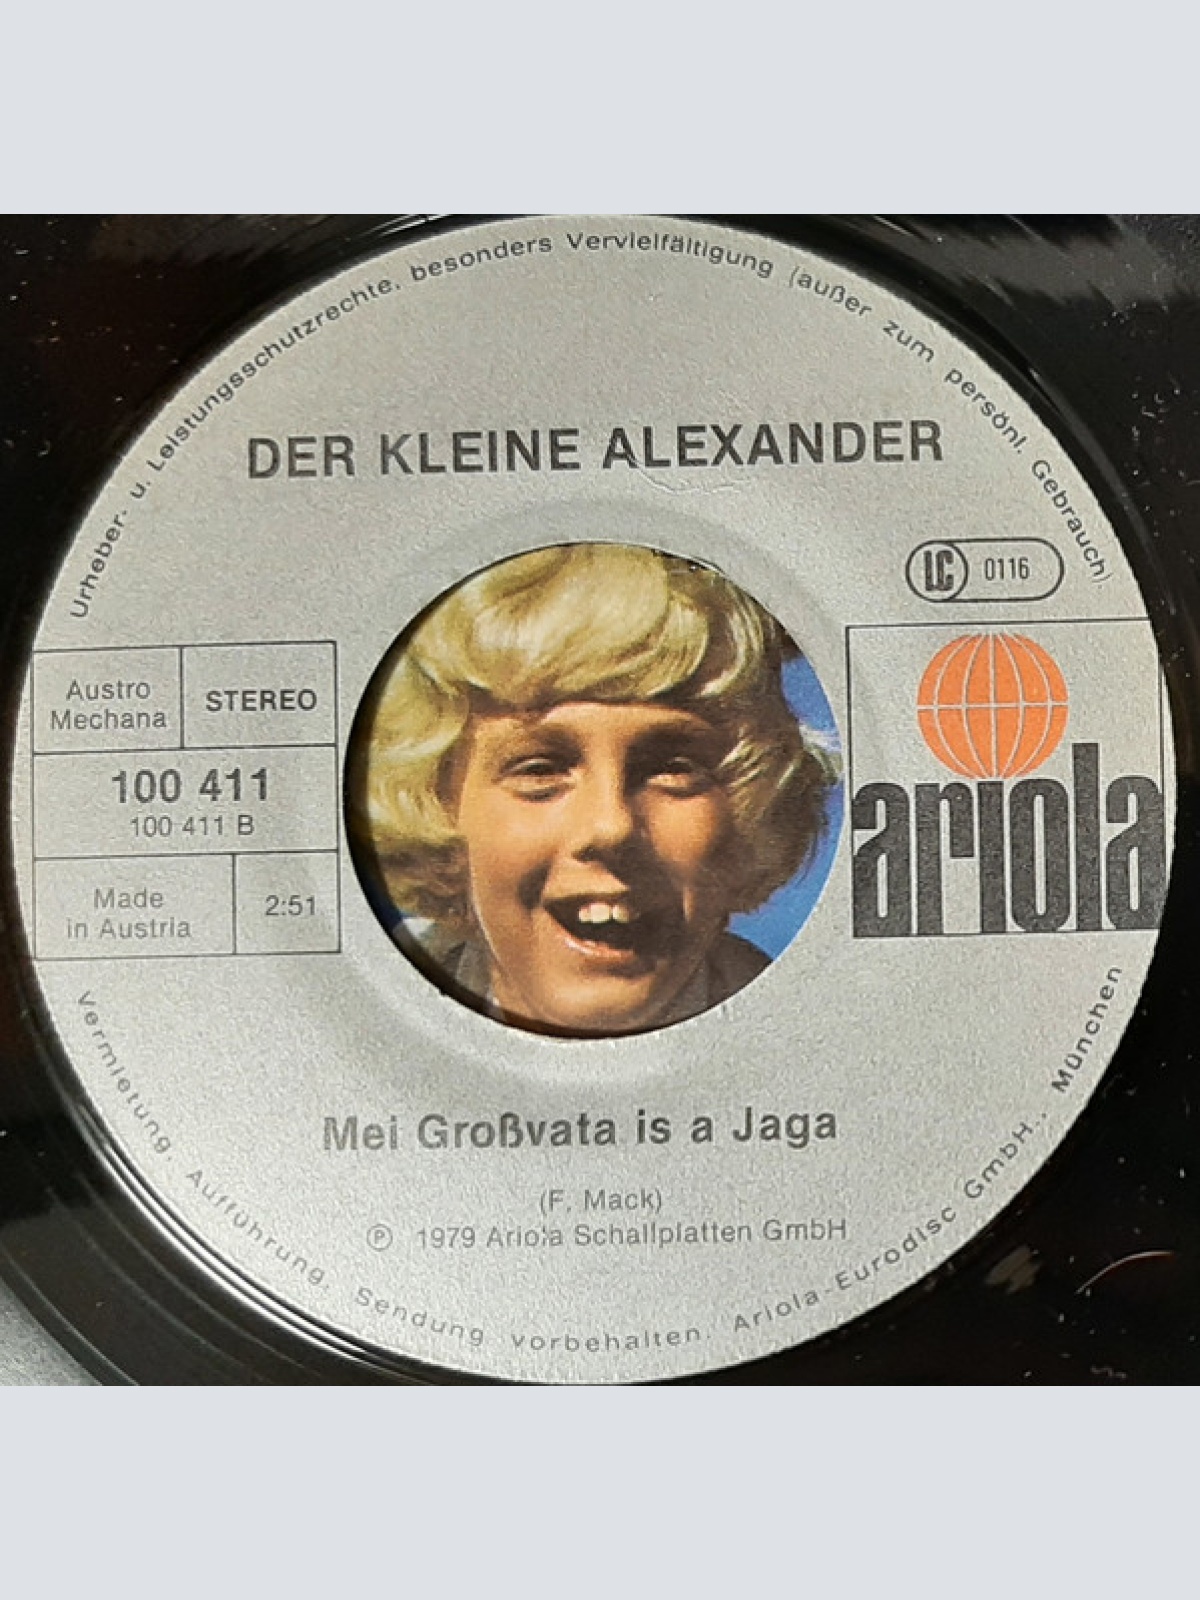 Urheber- u. Leistungsschutzrechte, besonders Vervielfältigung (außer zum persönl. Gebrauch),
DER KLEINE ALEXANDER
LC 0116
Austro
Mechana
STEREO
ariola
100 411
100 411 B
Made
in Austria
2:51
Mei Großvata is a Jaga
(F. Mack)
Ⓟ 1979 Ariola Schallplatten GmbH
Vermietung, Aufführung, Sendung vorbehalten. Ariola-Eurodisc GmbH., München